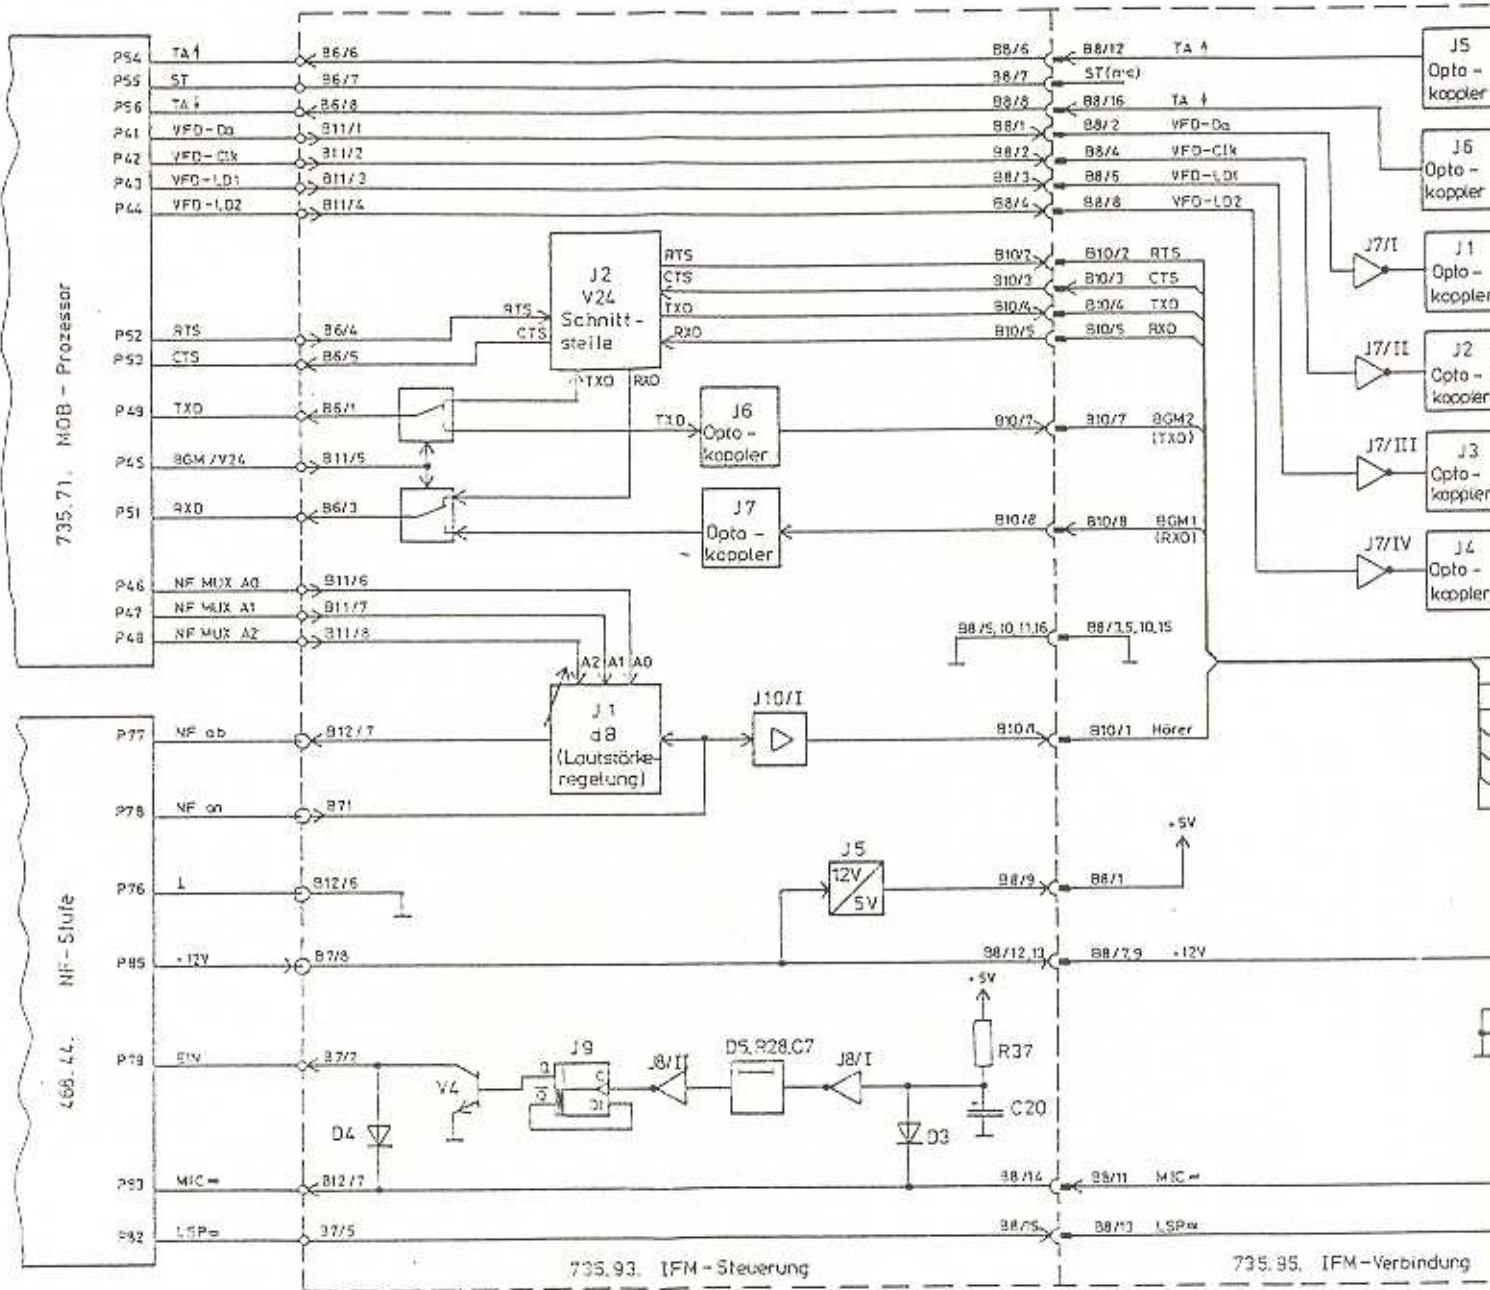 P54 TA↑ B6/6 B8/6 B8/12 TA↑
P55 ST B6/7 B8/7 ST(nc)
P56 TA↓ B6/8 B8/8 B8/16 TA↓
P41 VFD-Da B11/1 B8/1 B8/2 VFD-Da
P42 VFD-Clk B11/2 B8/2 B8/4 VFD-Clk
P43 VFD-LD1 B11/3 B8/3 B8/6 VFD-LD1
P44 VFD-LD2 B11/4 B8/4 B8/8 VFD-LD2
J5
Opto-
koppler
J6
Opto-
koppler
J7/I
J1
Opto-
koppler
J7/II
J2
Opto-
koppler
J7/III
J3
Opto-
koppler
J7/IV
J4
Opto-
koppler
735.71. MOB-Prozessor
J2
V24
Schnitt-
stelle
RTS B10/2 B10/2 RTS
CTS B10/3 B10/3 CTS
TXD B10/4 B10/4 TXD
RXD B10/5 B10/5 RXD
P52 RTS B6/4 RTS
P53 CTS B6/5 CTS
TXD RXD
P49 TXD B6/1
TXD
J6
Opto-
koppler
B10/7 B10/7 BGM2
(TXD)
P45 BGM/V24 B11/5
P51 RXD B6/3
J7
Opto-
koppler
B10/8 B10/8 BGM1
(RXD)
P46 NF MUX A0 B11/6
P47 NF MUX A1 B11/7
P48 NF MUX A2 B11/8
A2 A1 A0
B8/5,10,11,16 B8/3,5,10,15
468.44. NF-Stufe
P77 NF ab B12/7
J1
dB
(Lautstärke-
regelung)
J10/I
B10/1 B10/1 Hörer
P78 NF an B71
P76 ⊥ B12/6
J5
12V
5V
B8/9 B8/1
+5V
P85 +12V B7/8 B8/12,13 B8/7,9 +12V
P79 EIN B7/2
V4
D4
J9
Q
Q̅
C
D1
J8/II
D5,R28,C7
J8/I
+5V
R37
C20
D3
P93 MIC≂ B12/7 B8/14 B8/11 MIC≂
P82 LSP≂ B7/5 B8/15 B8/13 LSP≂
735.93. IFM-Steuerung
735.95. IFM-Verbindung